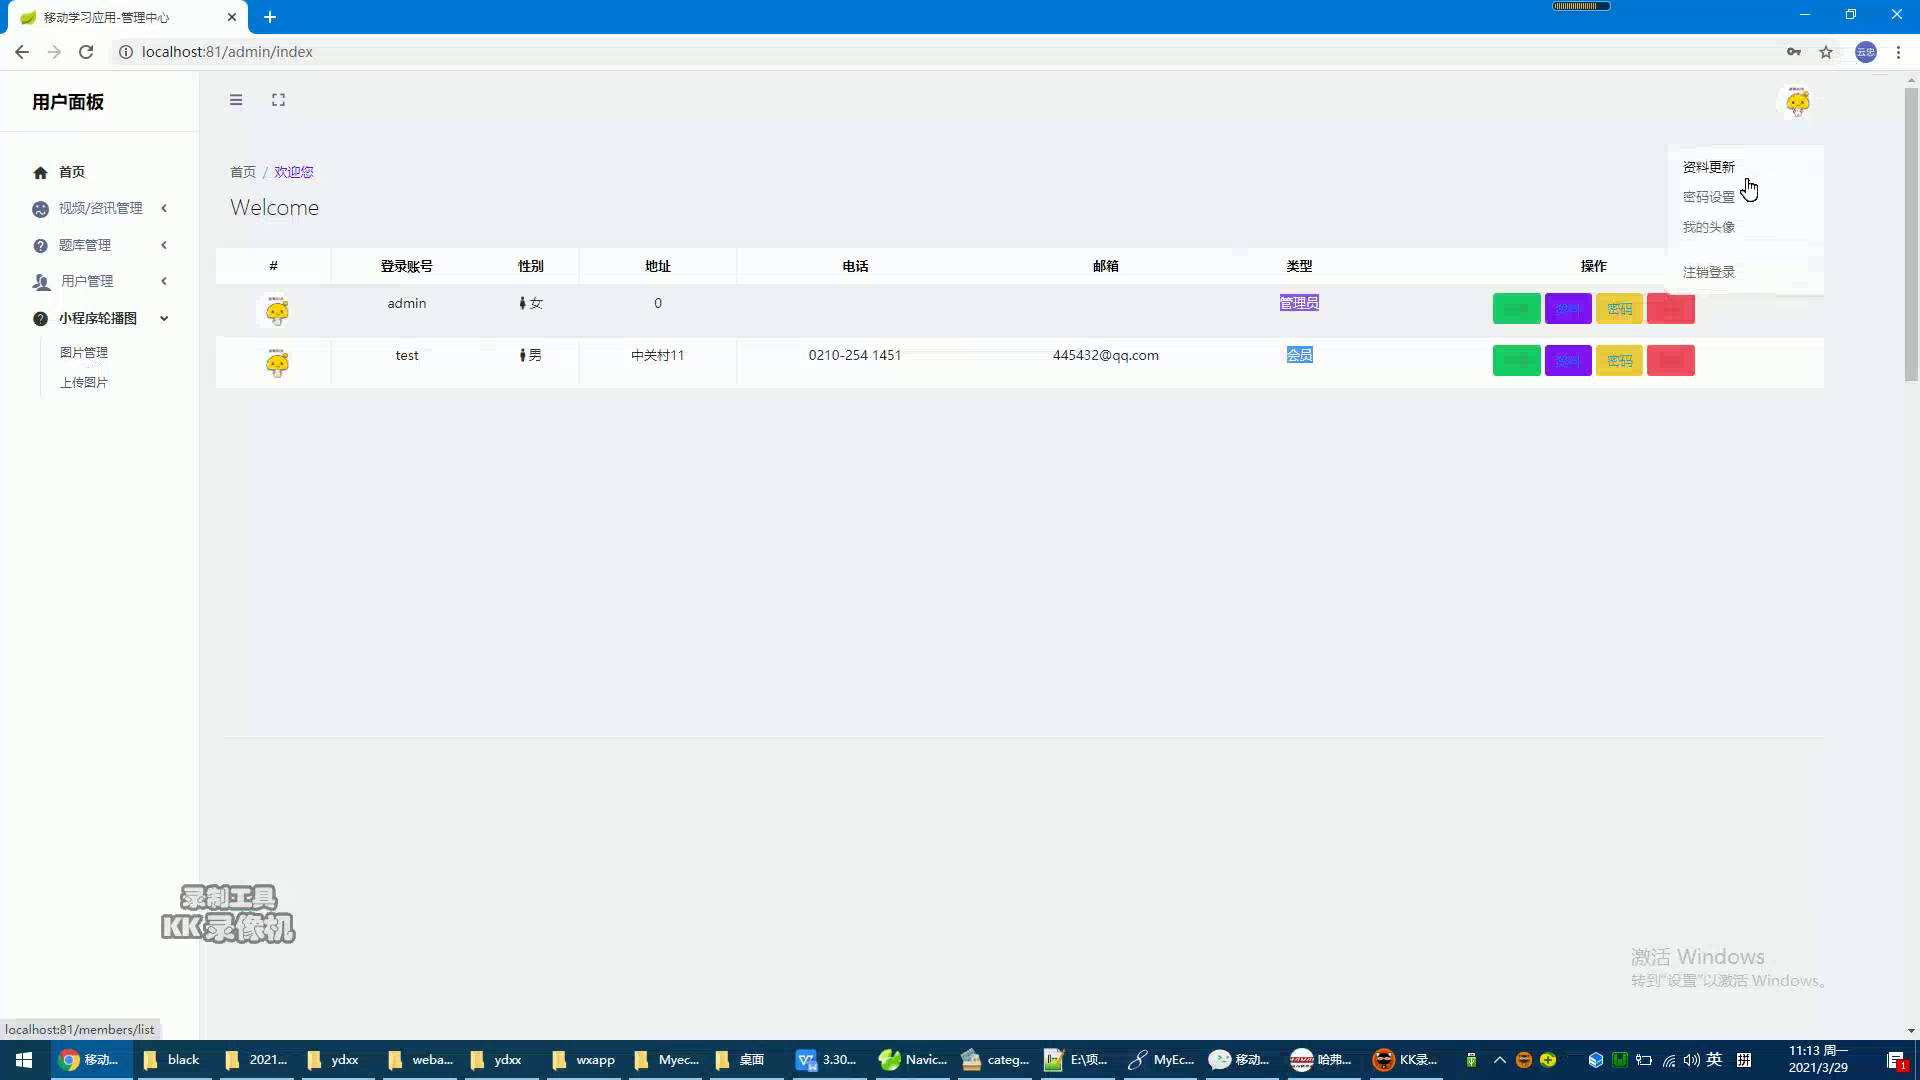 移动学习应用-管理中心
localhost:81/admin/index
云忠
用户面板
首页
视频/资讯管理
题库管理
用户管理
小程序轮播图
图片管理
上传图片
首页 / 欢迎您
Welcome
资料更新
密码设置
我的头像
注销登录
# 登录账号 性别 地址 电话 邮箱 类型 操作
admin 女 0 管理员 资料 密码
test 男 中关村11 0210-254 1451 445432@qq.com 会员 资料 密码
录制工具
KK录像机
激活 Windows
转到"设置"以激活 Windows。
localhost:81/members/list
移动... black 2021... ydxx weba... ydxx wxapp Myec... 桌面 3.30... Navic... categ... E:\项... MyEc... 移动... 哈弗... KK录... 英 拼
11:13 周一
2021/3/29
1